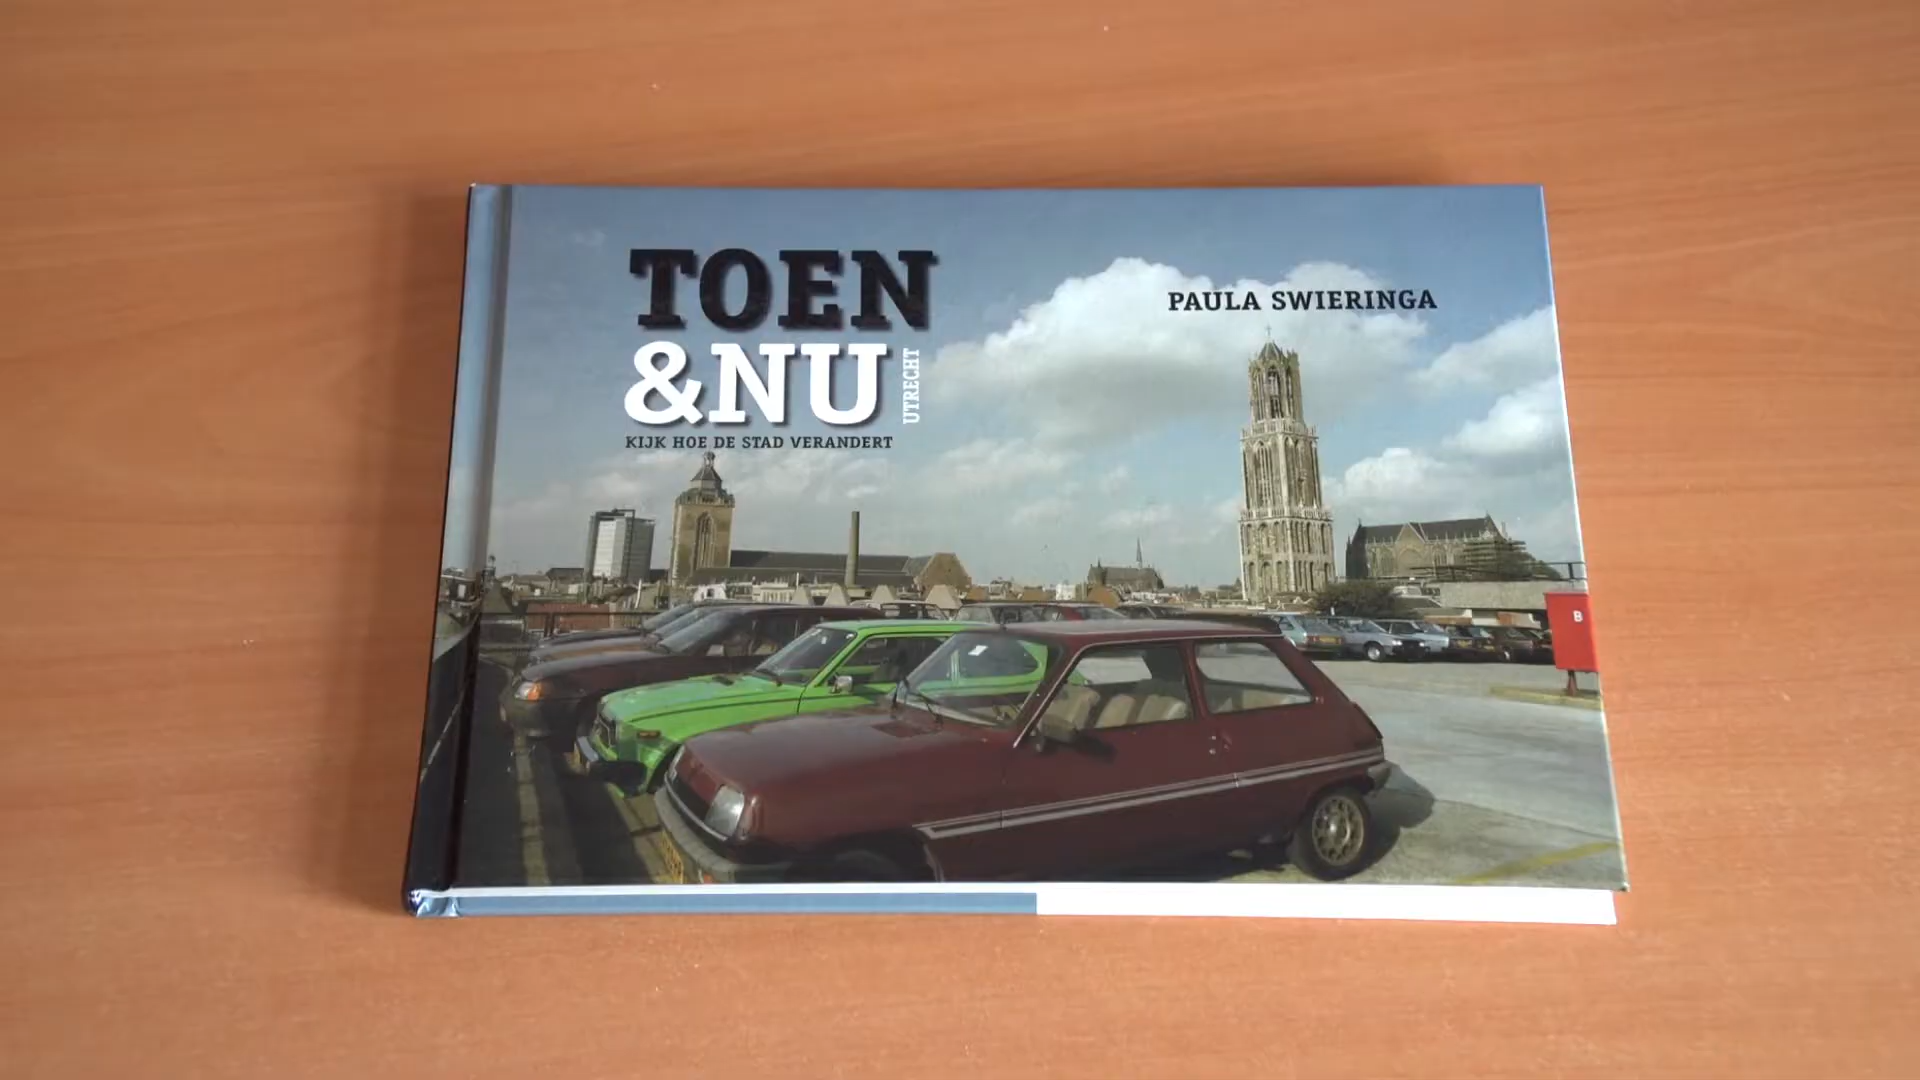 TOEN
&NU
UTRECHT
KIJK HOE DE STAD VERANDERT
PAULA SWIERINGA
B